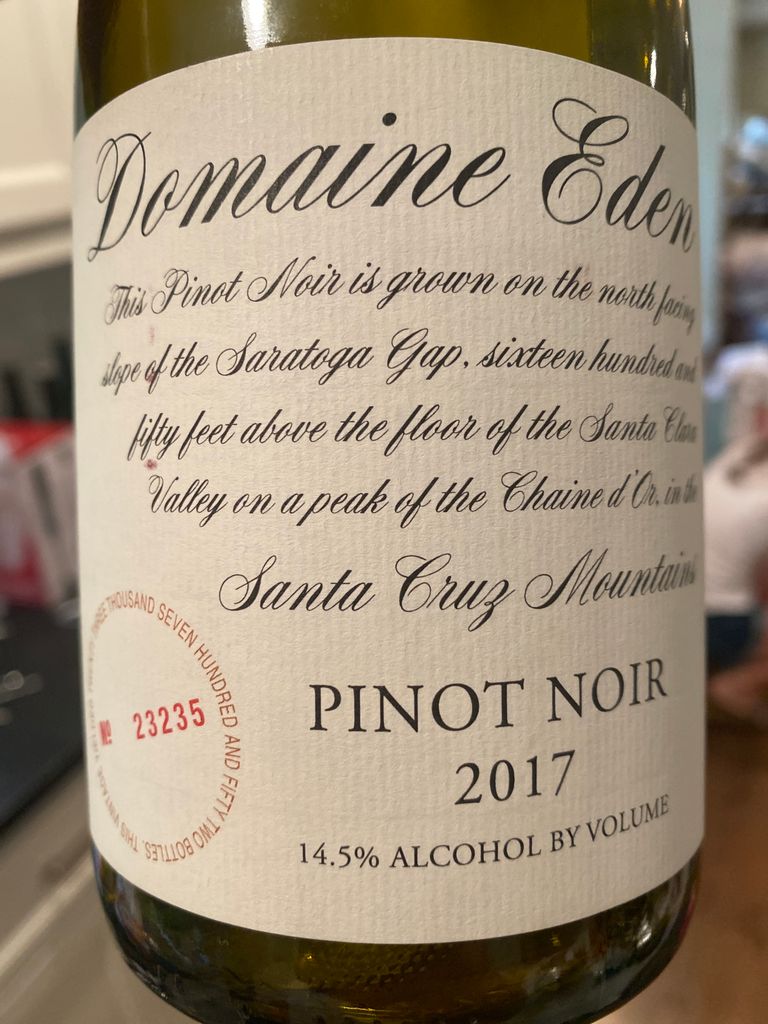 Domaine Eden
This Pinot Noir is grown on the north facing
slope of the Saratoga Gap, sixteen hundred and
fifty feet above the floor of the Santa Clara
Valley on a peak of the Chaine d'Or, in the
Santa Cruz Mountains
THREE THOUSAND SEVEN HUNDRED AND FIFTY TWO BOTTLES. THIS VINTAGE
Nº 23235
PINOT NOIR
2017
14.5% ALCOHOL BY VOLUME